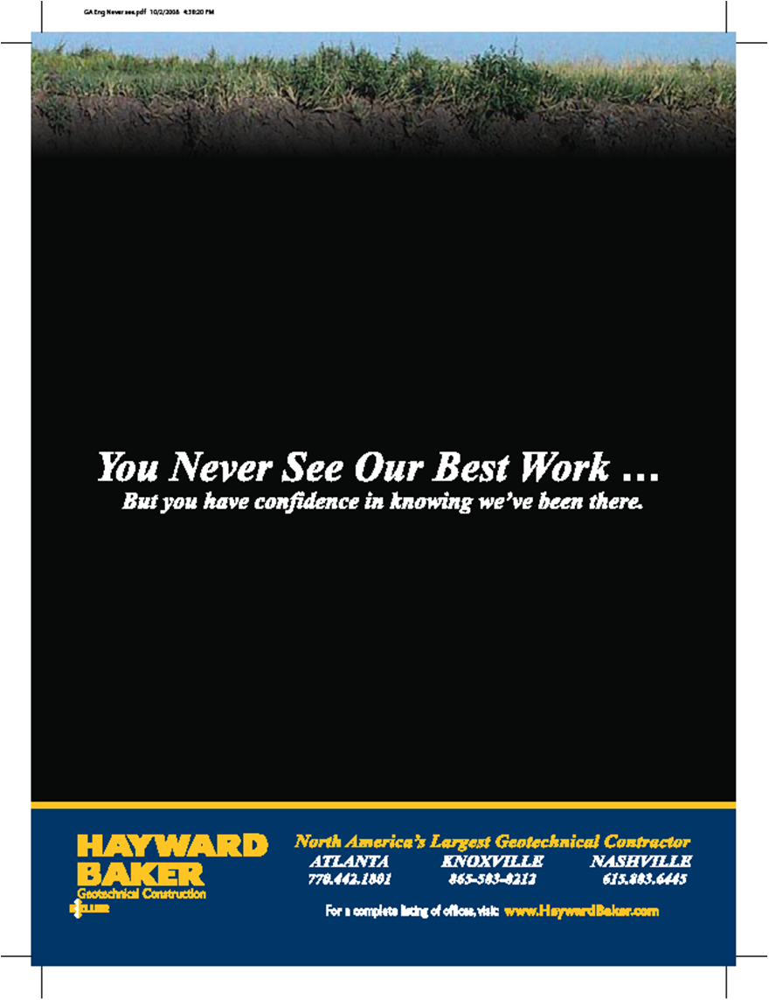 GA Eng Never see.pdf 10/2/2008 4:38:20 PM
You Never See Our Best Work ...
But you have confidence in knowing we've been there.
HAYWARD
BAKER
Geotechnical Construction
North America's Largest Geotechnical Contractor
ATLANTA KNOXVILLE NASHVILLE
770.442.1801 865-583-8212 615.883.6445
For a complete listing of offices, visit: www.HaywardBaker.com